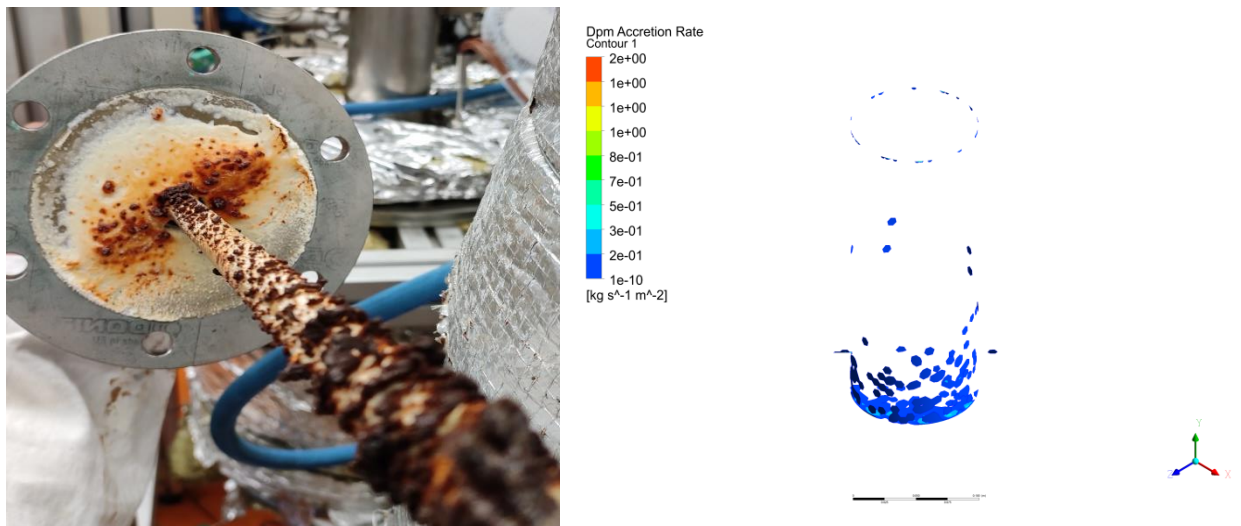 Dpm Accretion Rate
Contour 1
2e+00
1e+00
1e+00
1e+00
8e-01
7e-01
5e-01
3e-01
2e-01
1e-10
[kg s^-1 m^-2]
Y
Z
X